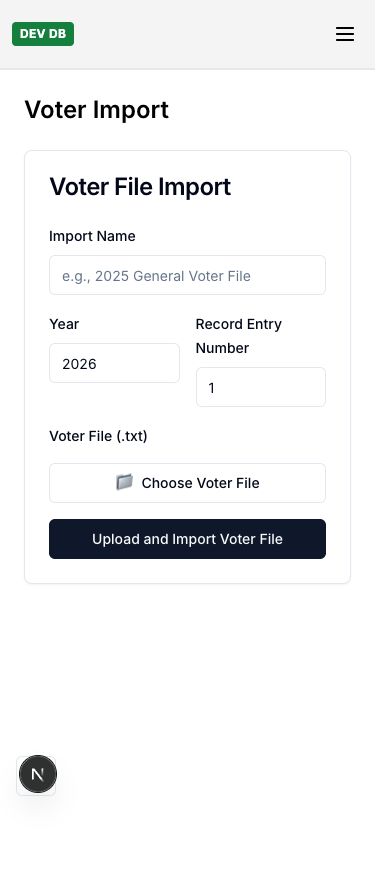 DEV DB
Voter Import
Voter File Import
Import Name
e.g., 2025 General Voter File
Year
2026
Record Entry
Number
1
Voter File (.txt)
Choose Voter File
Upload and Import Voter File
N